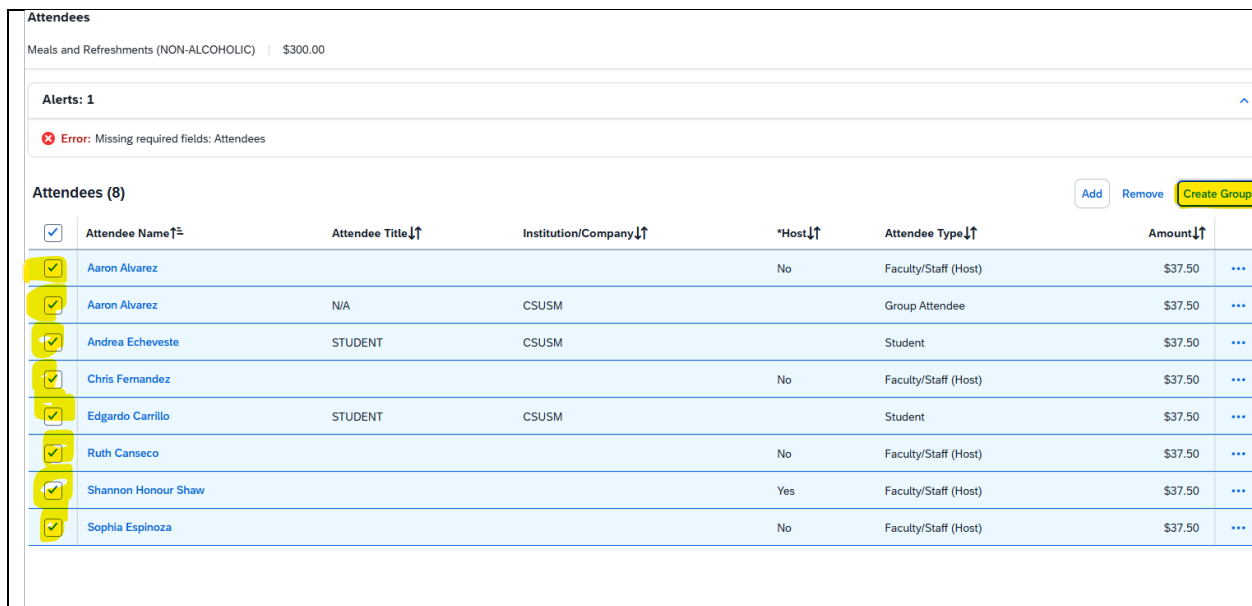 Attendees
Meals and Refreshments (NON-ALCOHOLIC) | $300.00
Alerts: 1
Error: Missing required fields: Attendees
Attendees (8) Add Remove Create Group
Attendee Name Attendee Title Institution/Company *Host Attendee Type Amount
Aaron Alvarez No Faculty/Staff (Host) $37.50 ...
Aaron Alvarez N/A CSUSM Group Attendee $37.50 ...
Andrea Echeveste STUDENT CSUSM Student $37.50 ...
Chris Fernandez No Faculty/Staff (Host) $37.50 ...
Edgardo Carrillo STUDENT CSUSM Student $37.50 ...
Ruth Canseco No Faculty/Staff (Host) $37.50 ...
Shannon Honour Shaw Yes Faculty/Staff (Host) $37.50 ...
Sophia Espinoza No Faculty/Staff (Host) $37.50 ...